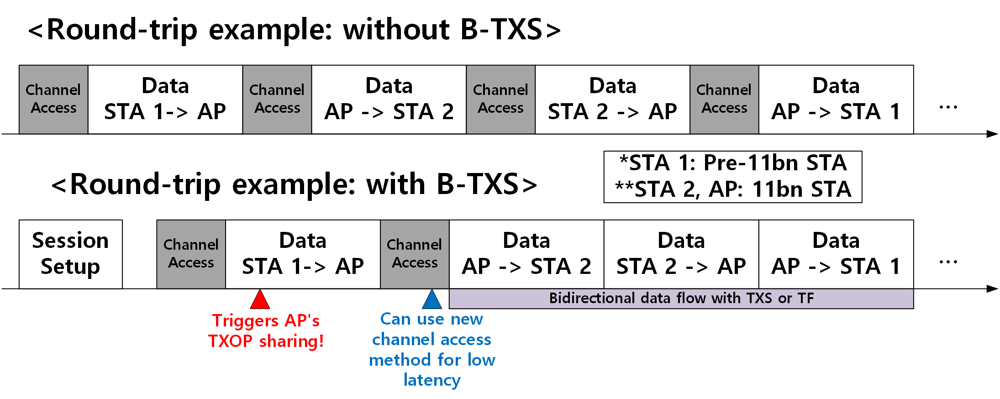 <Round-trip example: without B-TXS>
Channel
Access
Data
STA 1-> AP
Channel
Access
Data
AP -> STA 2
Channel
Access
Data
STA 2 -> AP
Channel
Access
Data
AP -> STA 1
...
*STA 1: Pre-11bn STA
**STA 2, AP: 11bn STA
<Round-trip example: with B-TXS>
Session
Setup
Channel
Access
Data
STA 1-> AP
Channel
Access
Data
AP -> STA 2
Data
STA 2 -> AP
Data
AP -> STA 1
...
Bidirectional data flow with TXS or TF
Triggers AP's
TXOP sharing!
Can use new
channel access
method for low
latency